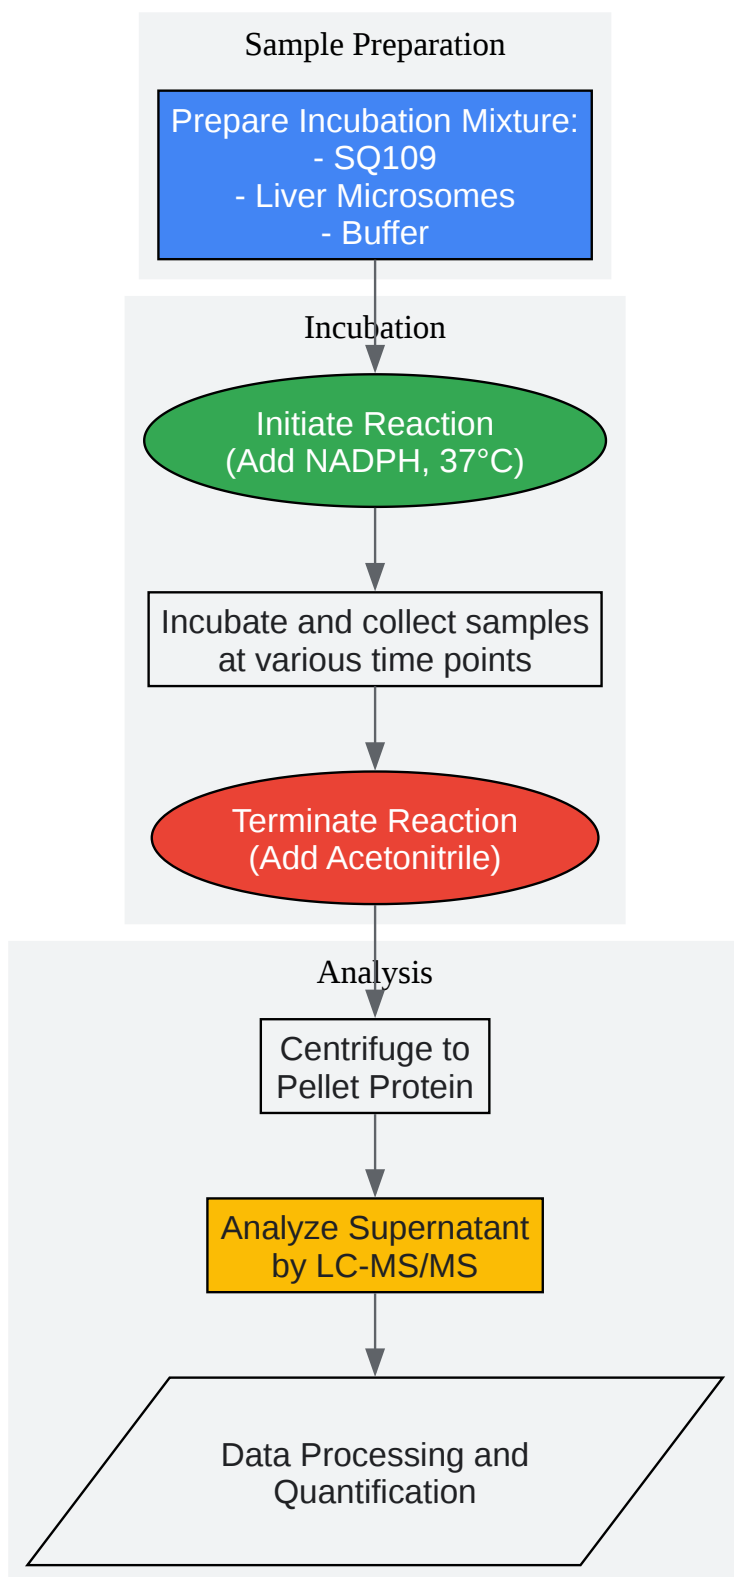 Sample Preparation
Prepare Incubation Mixture:
- SQ109
- Liver Microsomes
- Buffer
Incubation
Initiate Reaction
(Add NADPH, 37°C)
Incubate and collect samples
at various time points
Terminate Reaction
(Add Acetonitrile)
Analysis
Centrifuge to
Pellet Protein
Analyze Supernatant
by LC-MS/MS
Data Processing and
Quantification